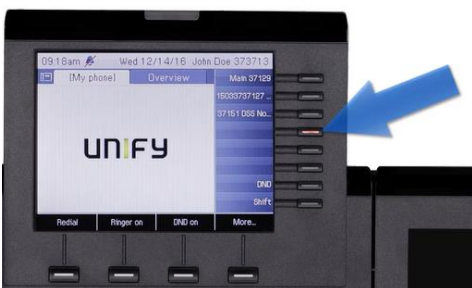 09:18am Wed 12/14/16 John Doe 373713
[My phone] Overview
Main 37129
15033737127 ..
37151 DSS No..
UNIFY
DND
Shift
Redial Ringer on DND on More...